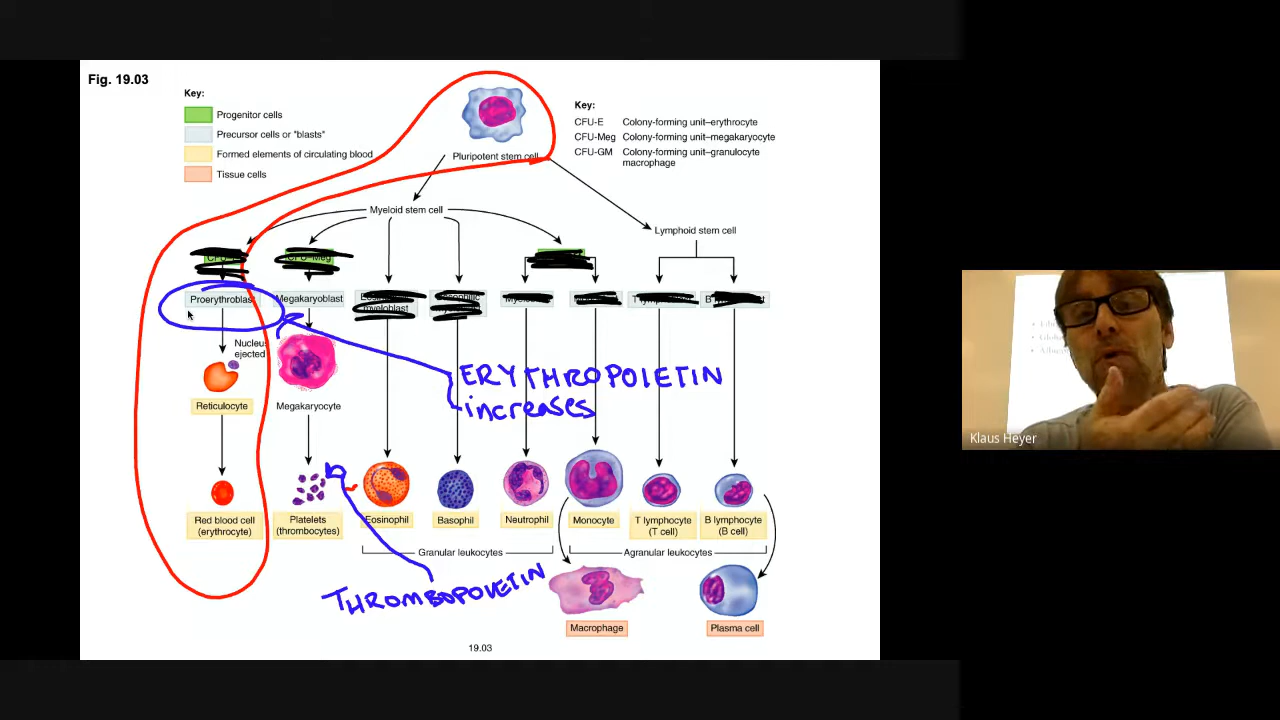 Fig. 19.03
Key:
Progenitor cells
Precursor cells or "blasts"
Formed elements of circulating blood
Tissue cells
Key:
CFU-E Colony-forming unit–erythrocyte
CFU-Meg Colony-forming unit–megakaryocyte
CFU-GM Colony-forming unit–granulocyte
macrophage
Pluripotent stem cell
Myeloid stem cell
Lymphoid stem cell
CFU–Meg
Proerythroblast
Megakaryoblast
myeloblast
Nucleus
ejected
ERYTHROPOIETIN
increases
Reticulocyte
Megakaryocyte
Klaus Heyer
Red blood cell
(erythrocyte)
Platelets
(thrombocytes)
Eosinophil
Basophil
Neutrophil
Monocyte
T lymphocyte
(T cell)
B lymphocyte
(B cell)
Granular leukocytes
Agranular leukocytes
THROMBOPOIETIN
Macrophage
Plasma cell
19.03